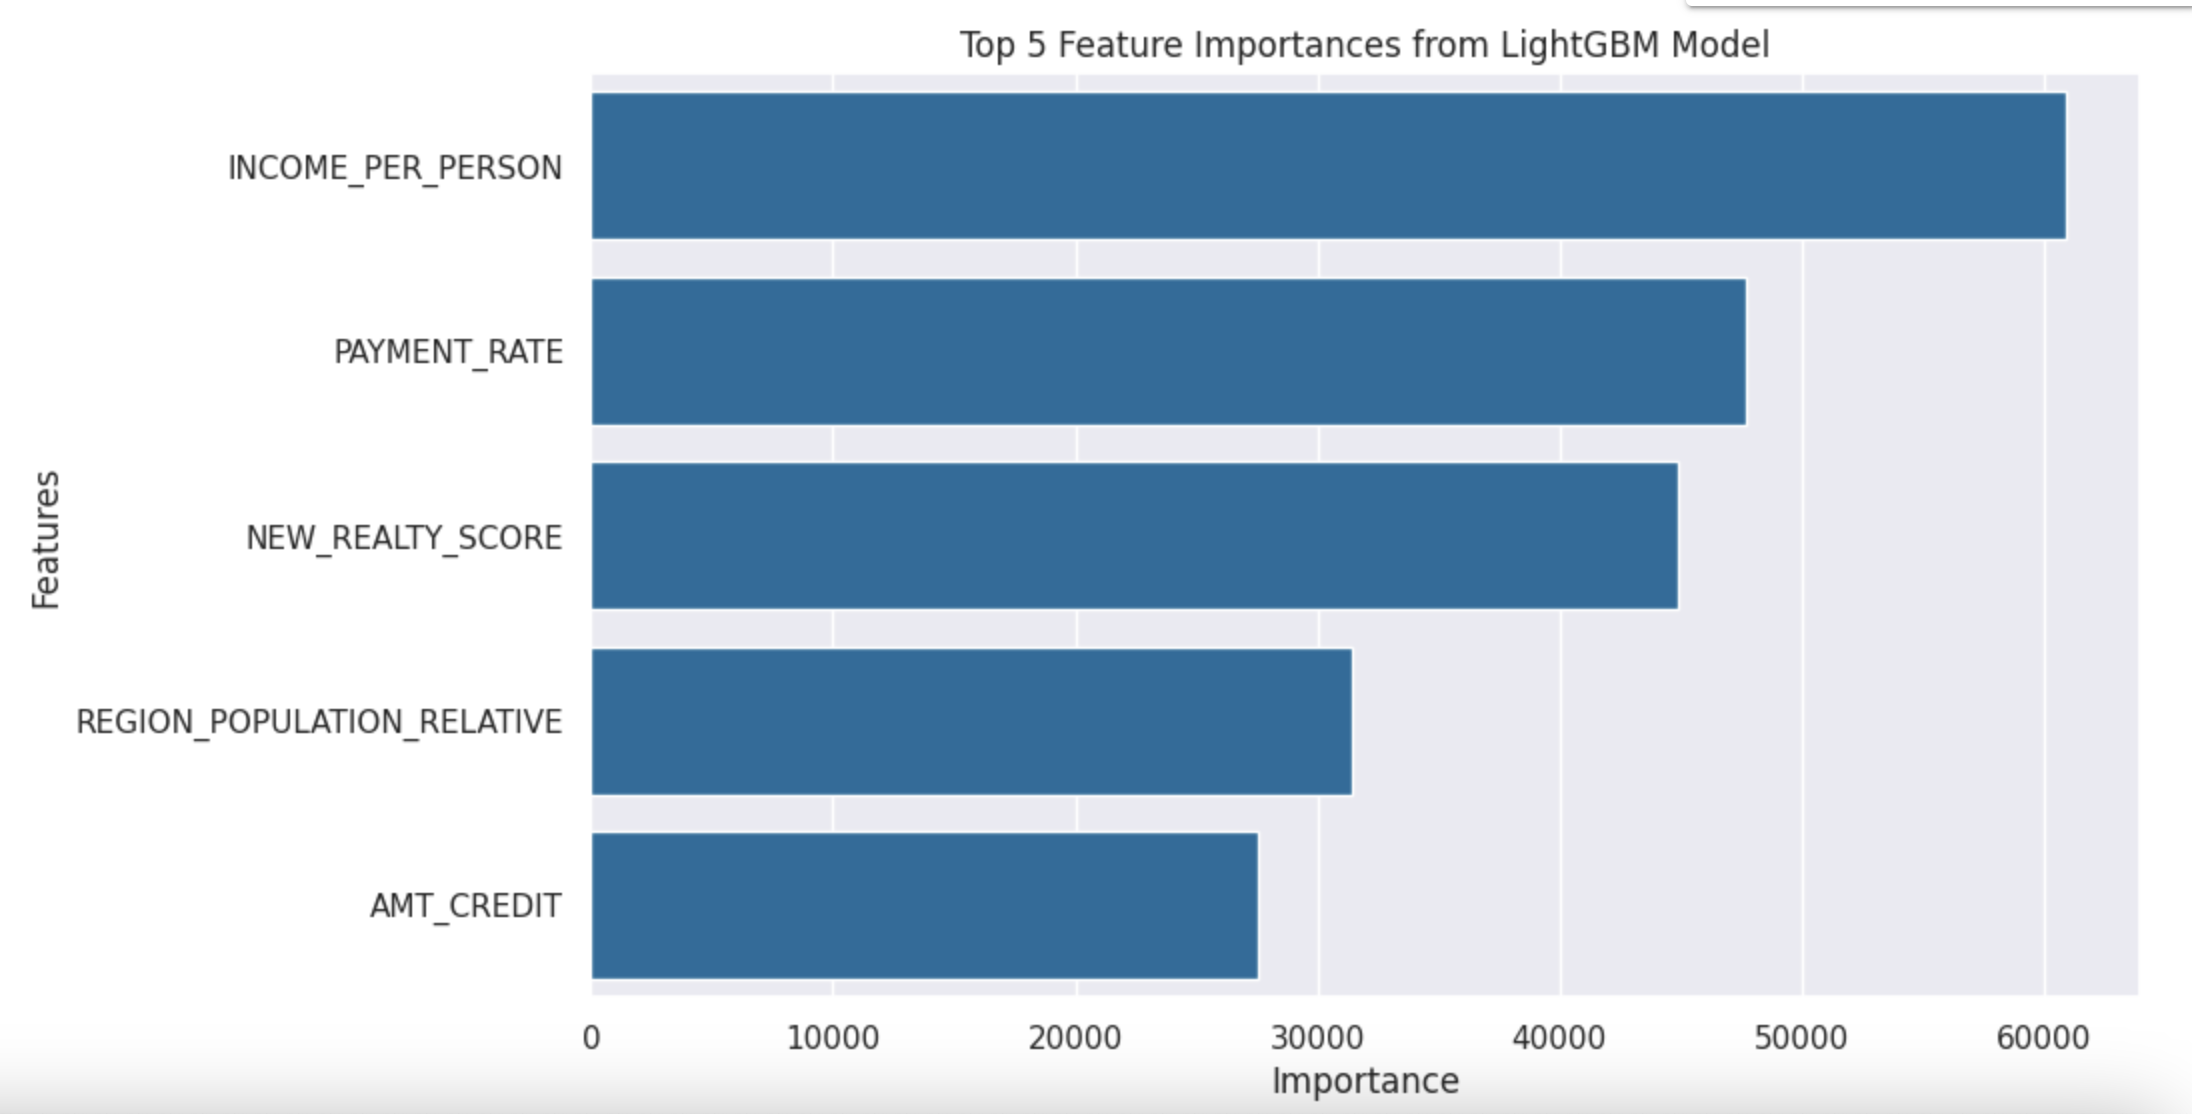 Top 5 Feature Importances from LightGBM Model
INCOME_PER_PERSON
PAYMENT_RATE
NEW_REALTY_SCORE
REGION_POPULATION_RELATIVE
AMT_CREDIT
Features
0 10000 20000 30000 40000 50000 60000
Importance